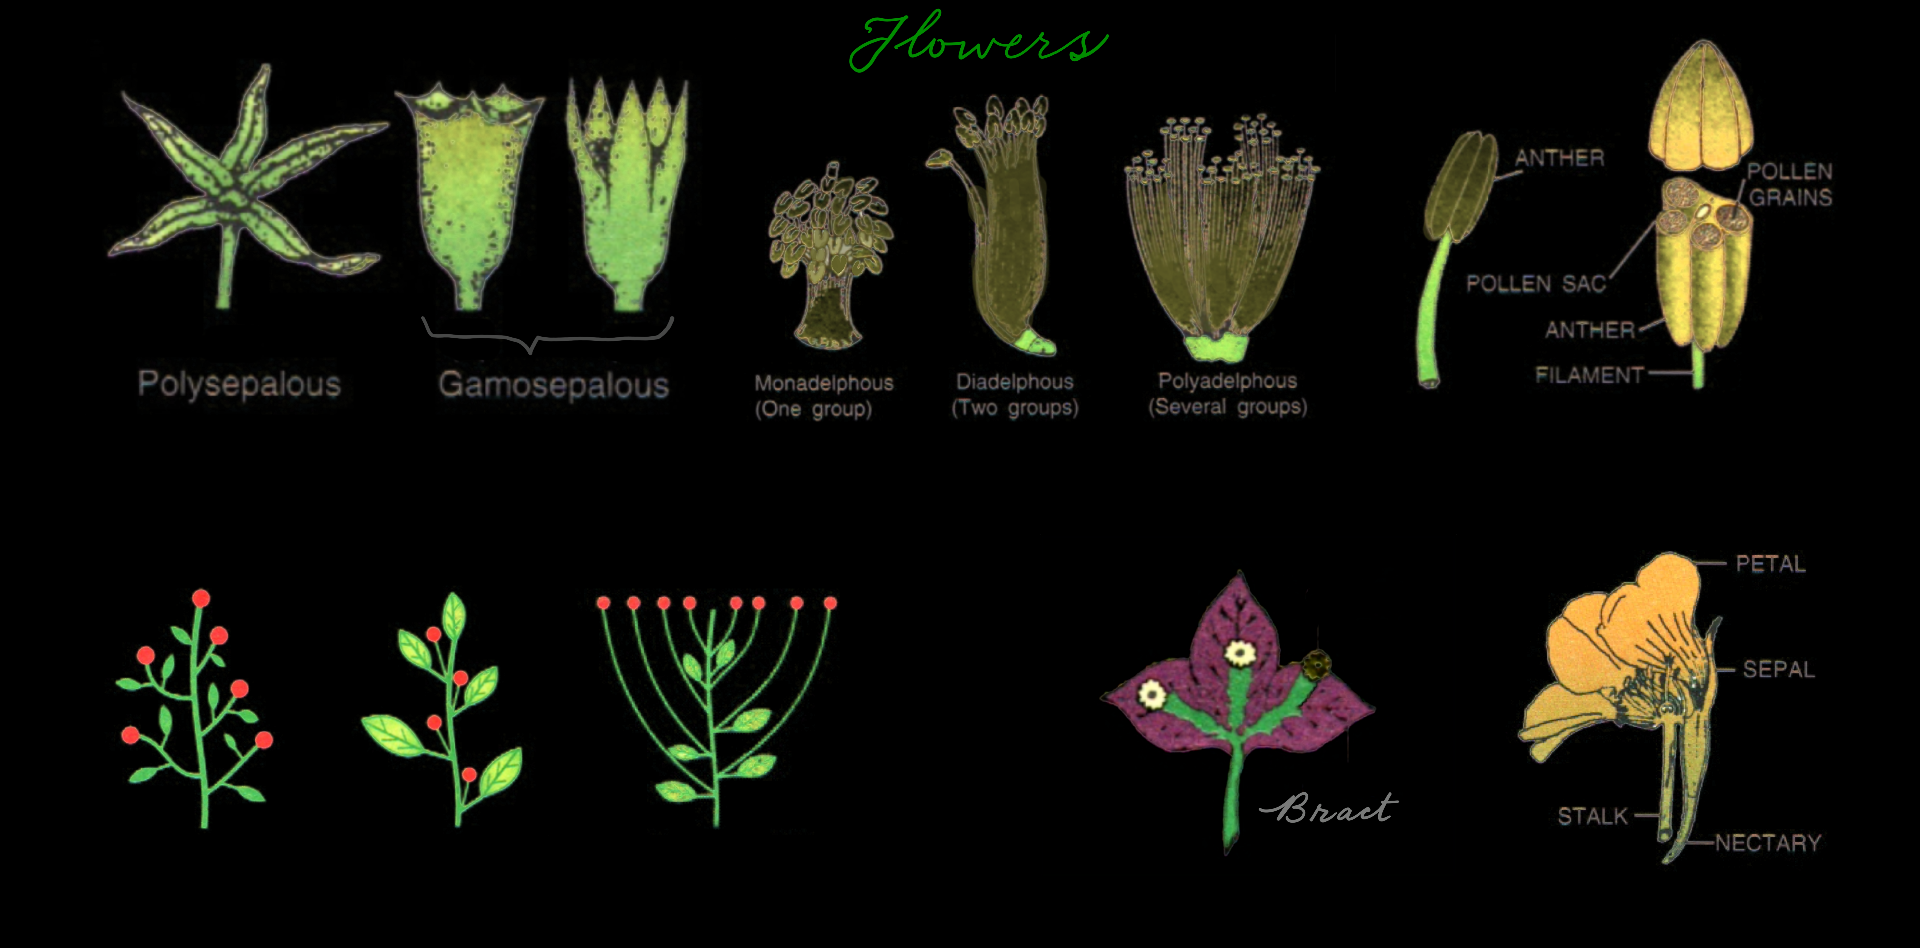 Flowers
Polysepalous
Gamosepalous
Monadelphous
(One group)
Diadelphous
(Two groups)
Polyadelphous
(Several groups)
ANTHER
POLLEN
GRAINS
POLLEN SAC
ANTHER
FILAMENT
Bract
PETAL
SEPAL
STALK
NECTARY